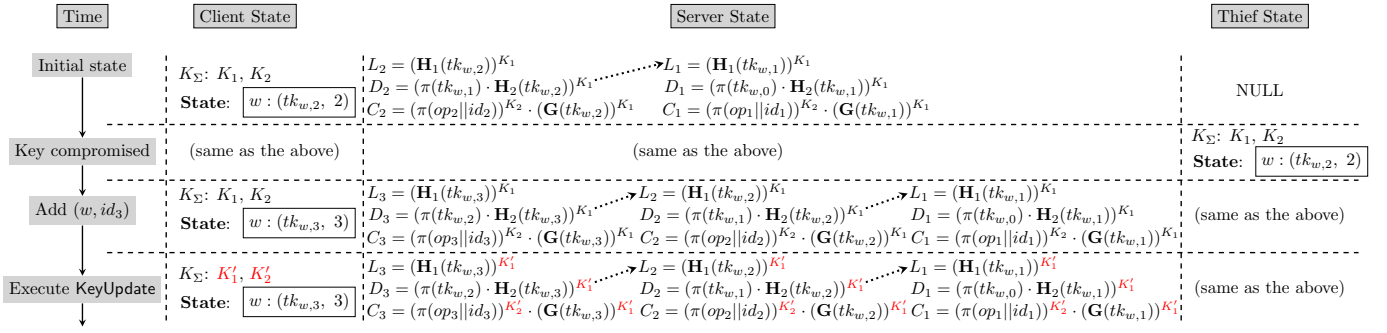 Time Client State Server State Thief State
Initial state
K_Σ: K_1, K_2
State: w : (tk_{w,2}, 2)
L_2 = (H_1(tk_{w,2}))^{K_1} L_1 = (H_1(tk_{w,1}))^{K_1}
D_2 = (π(tk_{w,1}) · H_2(tk_{w,2}))^{K_1} D_1 = (π(tk_{w,0}) · H_2(tk_{w,1}))^{K_1}
C_2 = (π(op_2||id_2))^{K_2} · (G(tk_{w,2}))^{K_1} C_1 = (π(op_1||id_1))^{K_2} · (G(tk_{w,1}))^{K_1}
NULL
Key compromised (same as the above) (same as the above)
K_Σ: K_1, K_2
State: w : (tk_{w,2}, 2)
Add (w, id_3)
K_Σ: K_1, K_2
State: w : (tk_{w,3}, 3)
L_3 = (H_1(tk_{w,3}))^{K_1} L_2 = (H_1(tk_{w,2}))^{K_1} L_1 = (H_1(tk_{w,1}))^{K_1}
D_3 = (π(tk_{w,2}) · H_2(tk_{w,3}))^{K_1} D_2 = (π(tk_{w,1}) · H_2(tk_{w,2}))^{K_1} D_1 = (π(tk_{w,0}) · H_2(tk_{w,1}))^{K_1}
C_3 = (π(op_3||id_3))^{K_2} · (G(tk_{w,3}))^{K_1} C_2 = (π(op_2||id_2))^{K_2} · (G(tk_{w,2}))^{K_1} C_1 = (π(op_1||id_1))^{K_2} · (G(tk_{w,1}))^{K_1}
(same as the above)
Execute KeyUpdate
K_Σ: K'_1, K'_2
State: w : (tk_{w,3}, 3)
L_3 = (H_1(tk_{w,3}))^{K'_1} L_2 = (H_1(tk_{w,2}))^{K'_1} L_1 = (H_1(tk_{w,1}))^{K'_1}
D_3 = (π(tk_{w,2}) · H_2(tk_{w,3}))^{K'_1} D_2 = (π(tk_{w,1}) · H_2(tk_{w,2}))^{K'_1} D_1 = (π(tk_{w,0}) · H_2(tk_{w,1}))^{K'_1}
C_3 = (π(op_3||id_3))^{K'_2} · (G(tk_{w,3}))^{K'_1} C_2 = (π(op_2||id_2))^{K'_2} · (G(tk_{w,2}))^{K'_1} C_1 = (π(op_1||id_1))^{K'_2} · (G(tk_{w,1}))^{K'_1}
(same as the above)